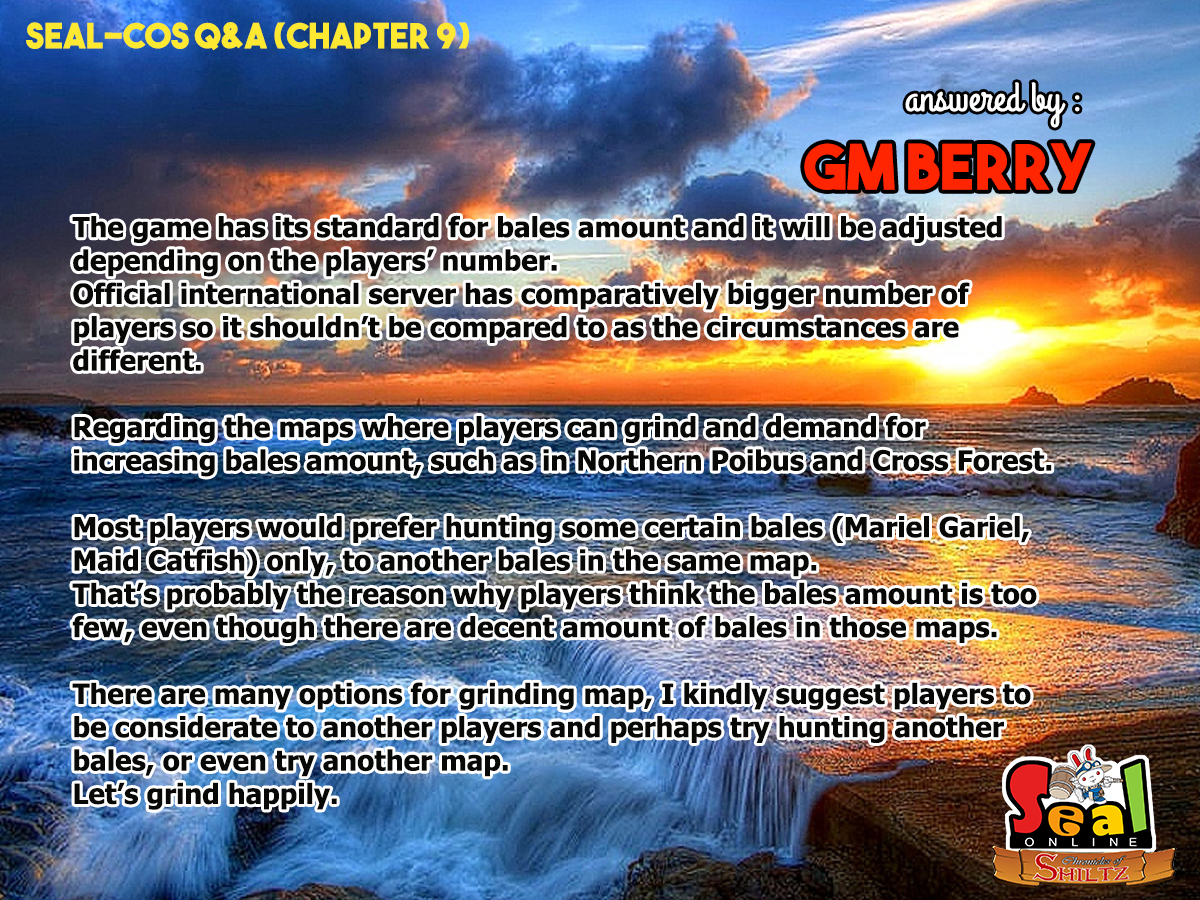 SEAL-COS Q&A (CHAPTER 9)
answered by :
GM BERRY
The game has its standard for bales amount and it will be adjusted
depending on the players' number.
Official international server has comparatively bigger number of
players so it shouldn't be compared to as the circumstances are
different.
Regarding the maps where players can grind and demand for
increasing bales amount, such as in Northern Poibus and Cross Forest.
Most players would prefer hunting some certain bales (Mariel Gariel,
Maid Catfish) only, to another bales in the same map.
That's probably the reason why players think the bales amount is too
few, even though there are decent amount of bales in those maps.
There are many options for grinding map, I kindly suggest players to
be considerate to another players and perhaps try hunting another
bales, or even try another map.
Let's grind happily.
Seal
ONLINE
Chronicles of
SHILTZ